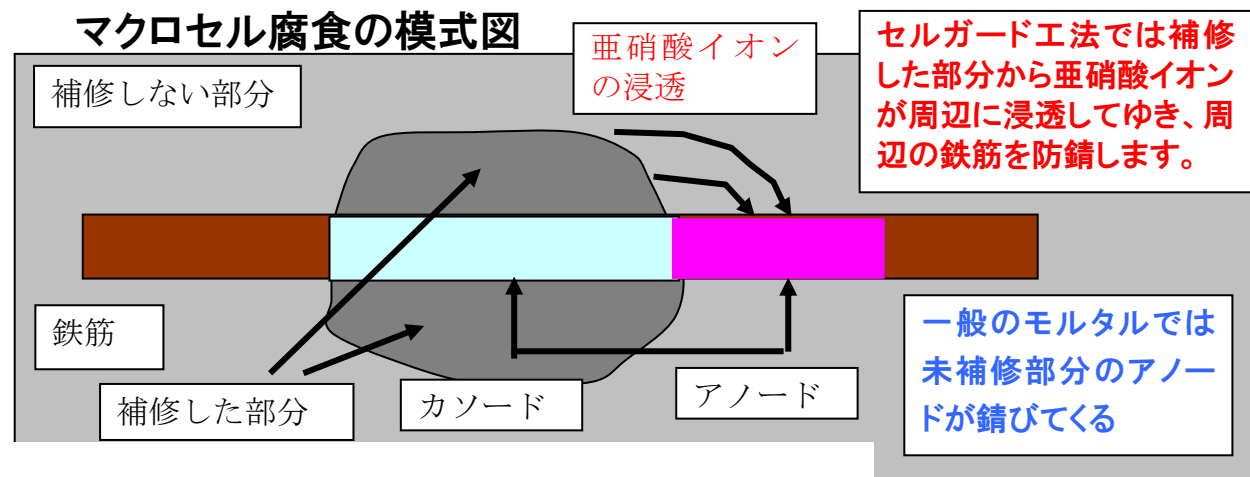 マクロセル腐食の模式図
補修しない部分
亜硝酸イオン
の浸透
セルガード工法では補修
した部分から亜硝酸イオン
が周辺に浸透してゆき、周
辺の鉄筋を防錆します。
鉄筋
補修した部分
カソード
アノード
一般のモルタルでは
未補修部分のアノー
ドが錆びてくる